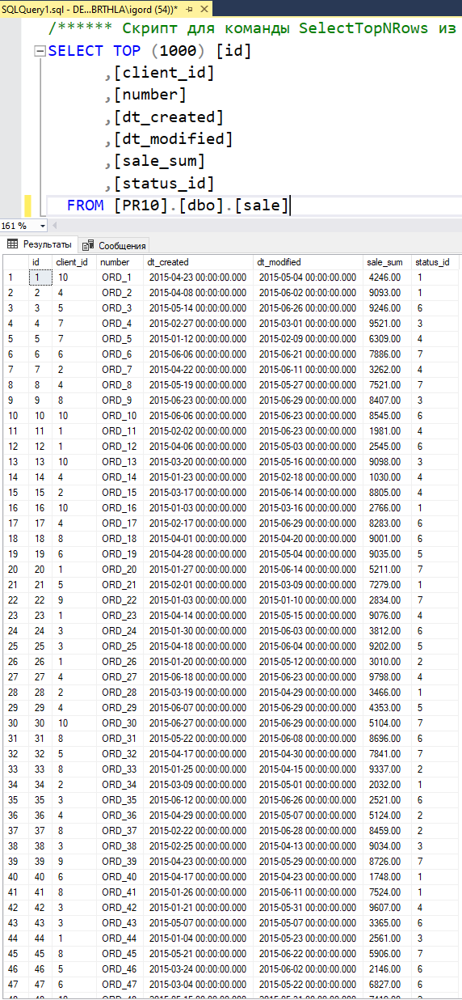 SQLQuery1.sql - DE...BRTHLA\igord (54))*
/****** Скрипт для команды SelectTopNRows из
SELECT TOP (1000) [id]
,[client_id]
,[number]
,[dt_created]
,[dt_modified]
,[sale_sum]
,[status_id]
FROM [PR10].[dbo].[sale]
161 %
Результаты Сообщения
id client_id number dt_created dt_modified sale_sum status_id
1 1 10 ORD_1 2015-04-23 00:00:00.000 2015-05-04 00:00:00.000 4246.00 1
2 2 4 ORD_2 2015-04-08 00:00:00.000 2015-06-02 00:00:00.000 9093.00 1
3 3 5 ORD_3 2015-05-14 00:00:00.000 2015-06-26 00:00:00.000 9246.00 6
4 4 7 ORD_4 2015-02-27 00:00:00.000 2015-03-01 00:00:00.000 9521.00 3
5 5 7 ORD_5 2015-01-12 00:00:00.000 2015-02-09 00:00:00.000 6309.00 4
6 6 6 ORD_6 2015-06-06 00:00:00.000 2015-06-21 00:00:00.000 7886.00 7
7 7 2 ORD_7 2015-04-22 00:00:00.000 2015-06-11 00:00:00.000 3262.00 4
8 8 4 ORD_8 2015-05-19 00:00:00.000 2015-05-27 00:00:00.000 7521.00 7
9 9 8 ORD_9 2015-06-23 00:00:00.000 2015-06-29 00:00:00.000 8407.00 3
10 10 10 ORD_10 2015-06-06 00:00:00.000 2015-06-23 00:00:00.000 8545.00 6
11 11 1 ORD_11 2015-02-02 00:00:00.000 2015-06-23 00:00:00.000 1981.00 4
12 12 1 ORD_12 2015-04-06 00:00:00.000 2015-05-03 00:00:00.000 2545.00 6
13 13 10 ORD_13 2015-03-20 00:00:00.000 2015-05-16 00:00:00.000 9098.00 3
14 14 4 ORD_14 2015-01-23 00:00:00.000 2015-02-18 00:00:00.000 1030.00 4
15 15 2 ORD_15 2015-03-17 00:00:00.000 2015-06-14 00:00:00.000 8805.00 4
16 16 10 ORD_16 2015-01-03 00:00:00.000 2015-03-16 00:00:00.000 2766.00 1
17 17 4 ORD_17 2015-02-17 00:00:00.000 2015-06-29 00:00:00.000 8283.00 6
18 18 8 ORD_18 2015-04-01 00:00:00.000 2015-04-20 00:00:00.000 9001.00 6
19 19 6 ORD_19 2015-04-28 00:00:00.000 2015-05-04 00:00:00.000 9035.00 5
20 20 1 ORD_20 2015-01-27 00:00:00.000 2015-06-14 00:00:00.000 5211.00 7
21 21 5 ORD_21 2015-02-01 00:00:00.000 2015-03-09 00:00:00.000 7279.00 1
22 22 9 ORD_22 2015-01-03 00:00:00.000 2015-01-10 00:00:00.000 2834.00 7
23 23 1 ORD_23 2015-04-14 00:00:00.000 2015-05-15 00:00:00.000 9076.00 4
24 24 3 ORD_24 2015-01-30 00:00:00.000 2015-06-03 00:00:00.000 3812.00 6
25 25 3 ORD_25 2015-04-18 00:00:00.000 2015-06-04 00:00:00.000 9202.00 5
26 26 1 ORD_26 2015-01-20 00:00:00.000 2015-05-12 00:00:00.000 3010.00 2
27 27 4 ORD_27 2015-06-18 00:00:00.000 2015-06-23 00:00:00.000 9798.00 4
28 28 2 ORD_28 2015-03-19 00:00:00.000 2015-04-29 00:00:00.000 3466.00 1
29 29 4 ORD_29 2015-06-07 00:00:00.000 2015-06-29 00:00:00.000 4353.00 5
30 30 10 ORD_30 2015-06-27 00:00:00.000 2015-06-29 00:00:00.000 5104.00 7
31 31 8 ORD_31 2015-05-22 00:00:00.000 2015-06-08 00:00:00.000 8696.00 6
32 32 5 ORD_32 2015-04-17 00:00:00.000 2015-04-30 00:00:00.000 7841.00 7
33 33 8 ORD_33 2015-01-25 00:00:00.000 2015-04-15 00:00:00.000 9337.00 2
34 34 2 ORD_34 2015-03-09 00:00:00.000 2015-05-01 00:00:00.000 2032.00 1
35 35 3 ORD_35 2015-06-12 00:00:00.000 2015-06-26 00:00:00.000 2521.00 6
36 36 4 ORD_36 2015-04-29 00:00:00.000 2015-05-07 00:00:00.000 5124.00 2
37 37 8 ORD_37 2015-02-22 00:00:00.000 2015-06-28 00:00:00.000 8459.00 2
38 38 3 ORD_38 2015-02-25 00:00:00.000 2015-04-13 00:00:00.000 9034.00 3
39 39 9 ORD_39 2015-04-23 00:00:00.000 2015-05-29 00:00:00.000 8726.00 7
40 40 6 ORD_40 2015-04-17 00:00:00.000 2015-04-23 00:00:00.000 1748.00 1
41 41 8 ORD_41 2015-01-26 00:00:00.000 2015-06-11 00:00:00.000 7524.00 1
42 42 3 ORD_42 2015-01-21 00:00:00.000 2015-05-31 00:00:00.000 9607.00 4
43 43 3 ORD_43 2015-05-07 00:00:00.000 2015-05-07 00:00:00.000 3365.00 6
44 44 1 ORD_44 2015-01-04 00:00:00.000 2015-05-23 00:00:00.000 2561.00 3
45 45 8 ORD_45 2015-05-21 00:00:00.000 2015-06-22 00:00:00.000 5906.00 7
46 46 5 ORD_46 2015-03-24 00:00:00.000 2015-06-02 00:00:00.000 2146.00 6
47 47 6 ORD_47 2015-03-04 00:00:00.000 2015-05-22 00:00:00.000 6827.00 6